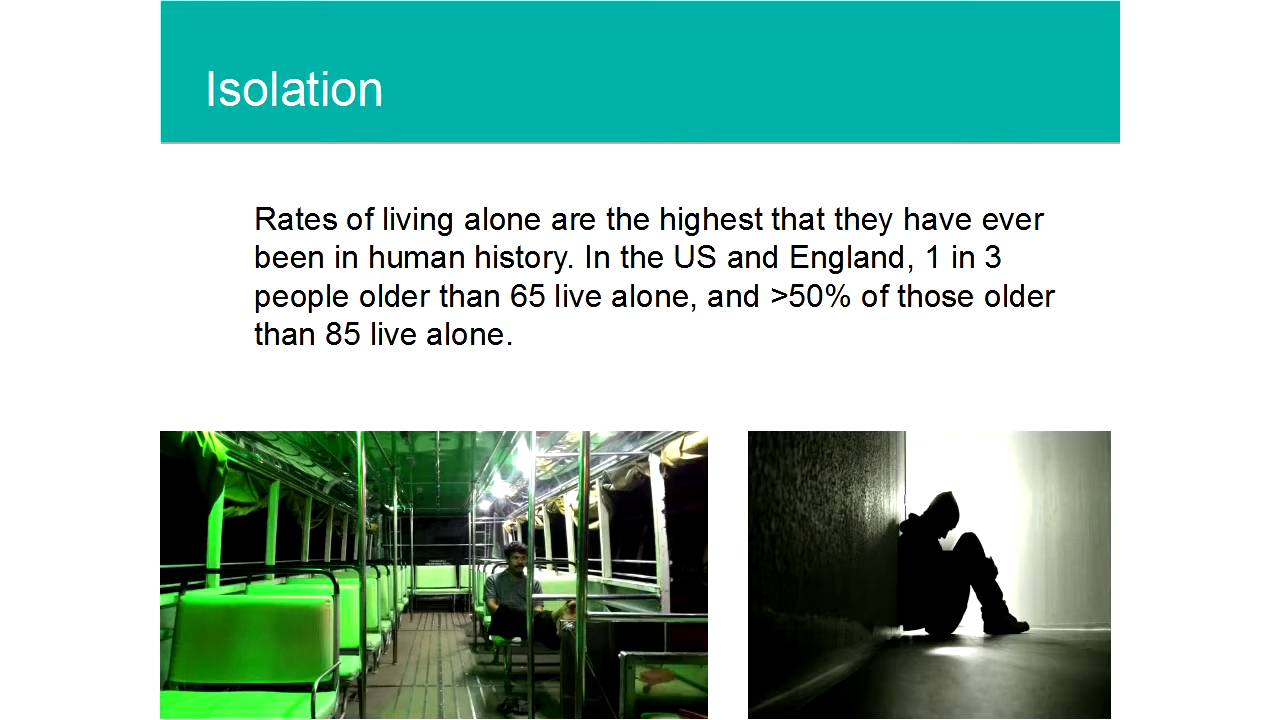 Isolation
Rates of living alone are the highest that they have ever
been in human history. In the US and England, 1 in 3
people older than 65 live alone, and >50% of those older
than 85 live alone.